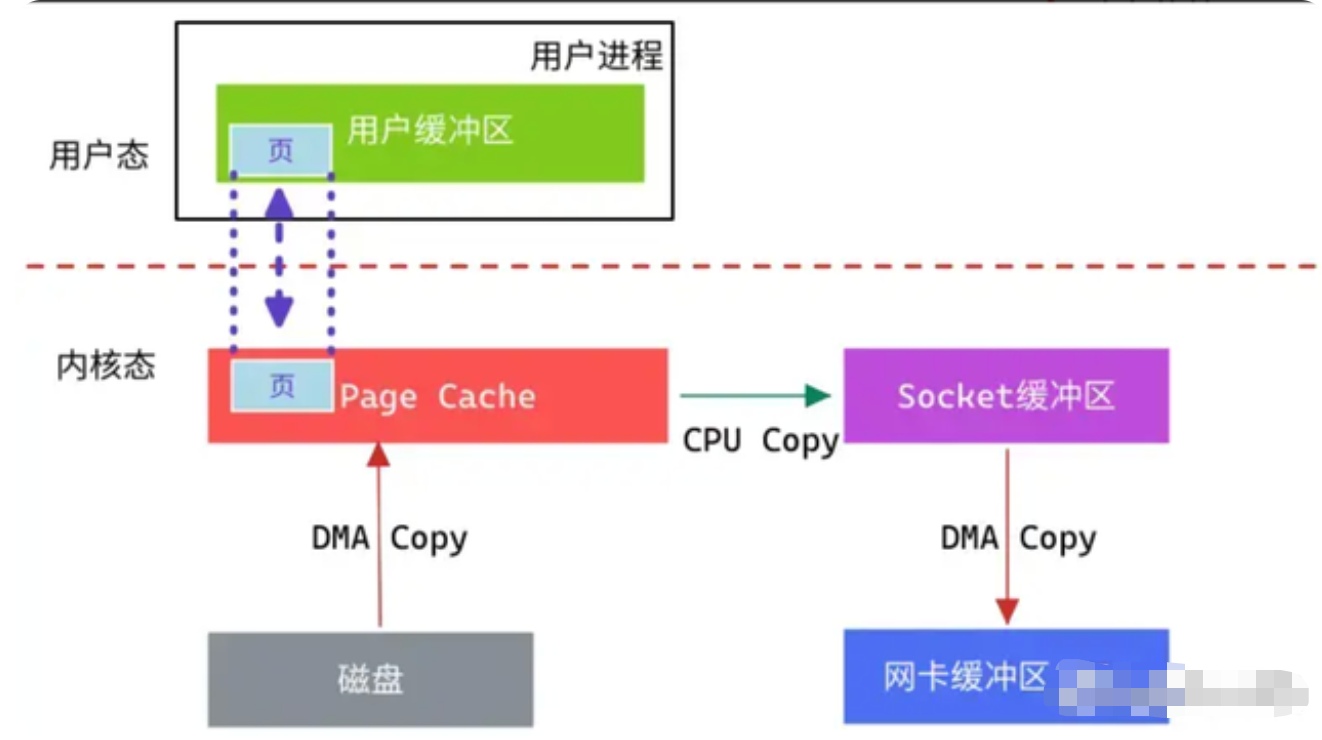 用户进程
用户缓冲区
页
用户态
内核态
页
Page Cache
Socket缓冲区
CPU Copy
DMA Copy
DMA Copy
磁盘
网卡缓冲区